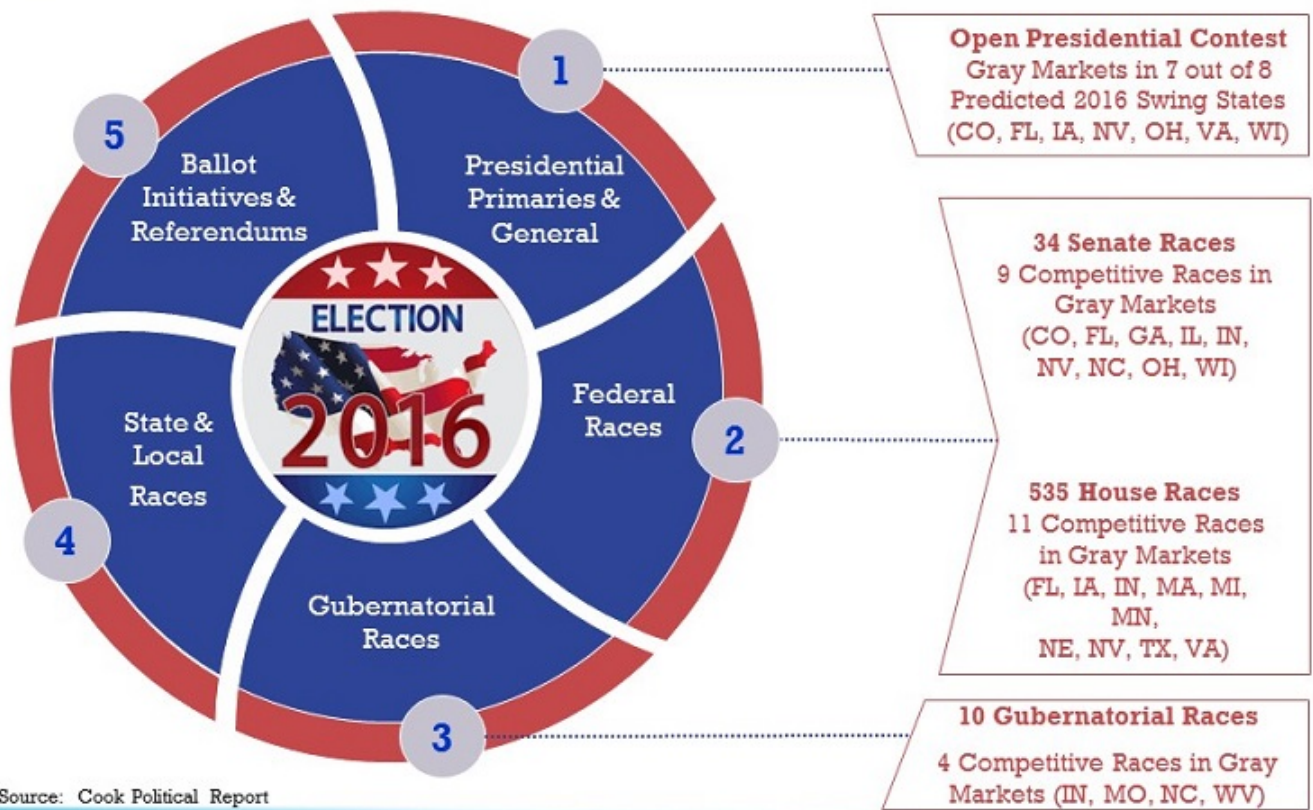 1
Open Presidential Contest
Gray Markets in 7 out of 8
Predicted 2016 Swing States
(CO, FL, IA, NV, OH, VA, WI)
5
Ballot
Initiatives &
Referendums
Presidential
Primaries &
General
ELECTION
2016
Federal
Races
2
34 Senate Races
9 Competitive Races in
Gray Markets
(CO, FL, GA, IL, IN,
NV, NC, OH, WI)
535 House Races
11 Competitive Races
in Gray Markets
(FL, IA, IN, MA, MI,
MN,
NE, NV, TX, VA)
State &
Local
Races
4
Gubernatorial
Races
3
10 Gubernatorial Races
4 Competitive Races in Gray
Markets (IN, MO, NC, WV)
Source: Cook Political Report